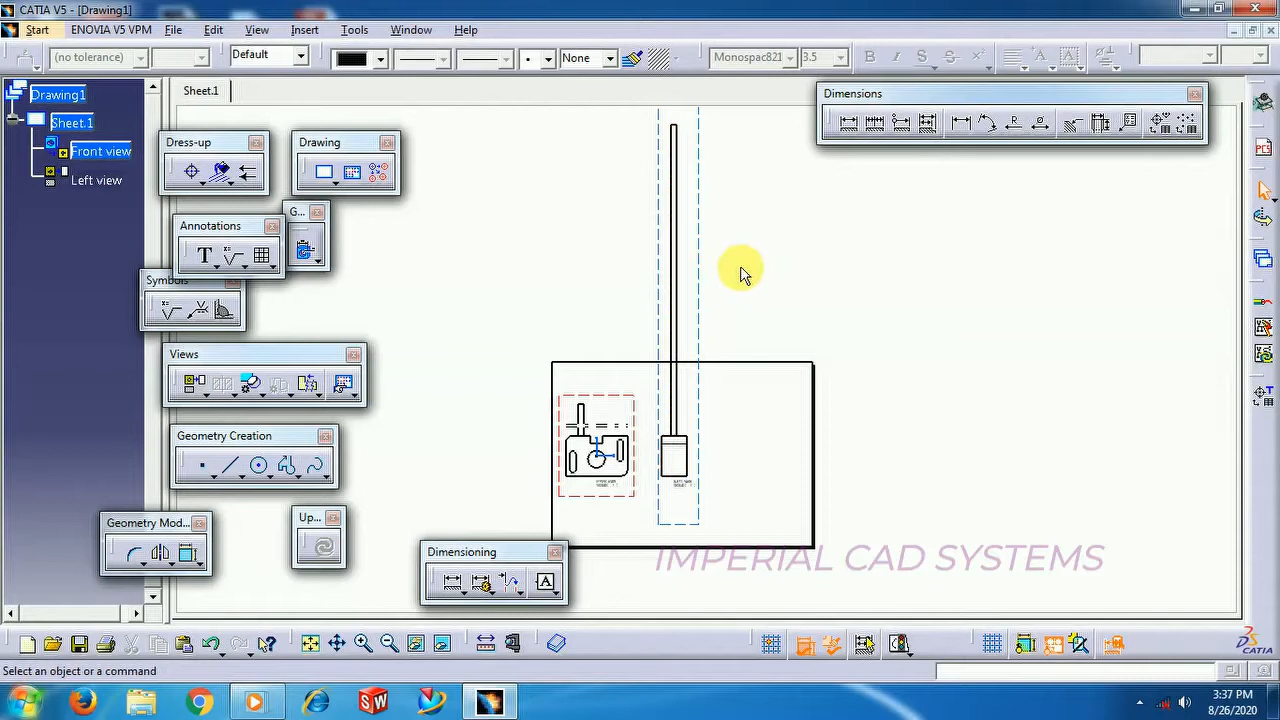 CATIA V5 - [Drawing1]
Start ENOVIA V5 VPM File Edit View Insert Tools Window Help
(no tolerance) Default None Monospac821 3.5
Drawing1
Sheet.1
Front view
Left view
Sheet.1
Dimensions
Dress-up
Drawing
Annotations
G...
Symbols
Views
Geometry Creation
Geometry Mod...
Up...
Dimensioning
IMPERIAL CAD SYSTEMS
Select an object or a command
CATIA
3:37 PM
8/26/2020